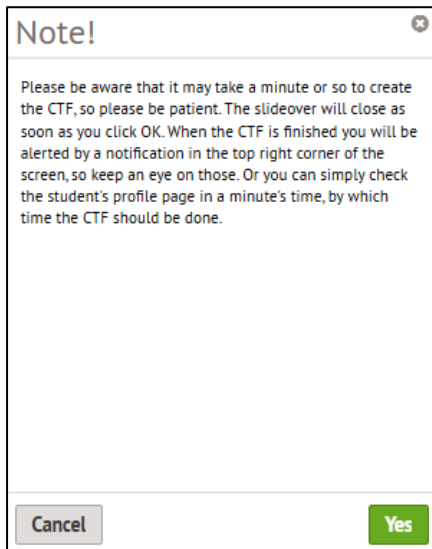 Note!
Please be aware that it may take a minute or so to create
the CTF, so please be patient. The slideover will close as
soon as you click OK. When the CTF is finished you will be
alerted by a notification in the top right corner of the
screen, so keep an eye on those. Or you can simply check
the student's profile page in a minute's time, by which
time the CTF should be done.
Cancel
Yes